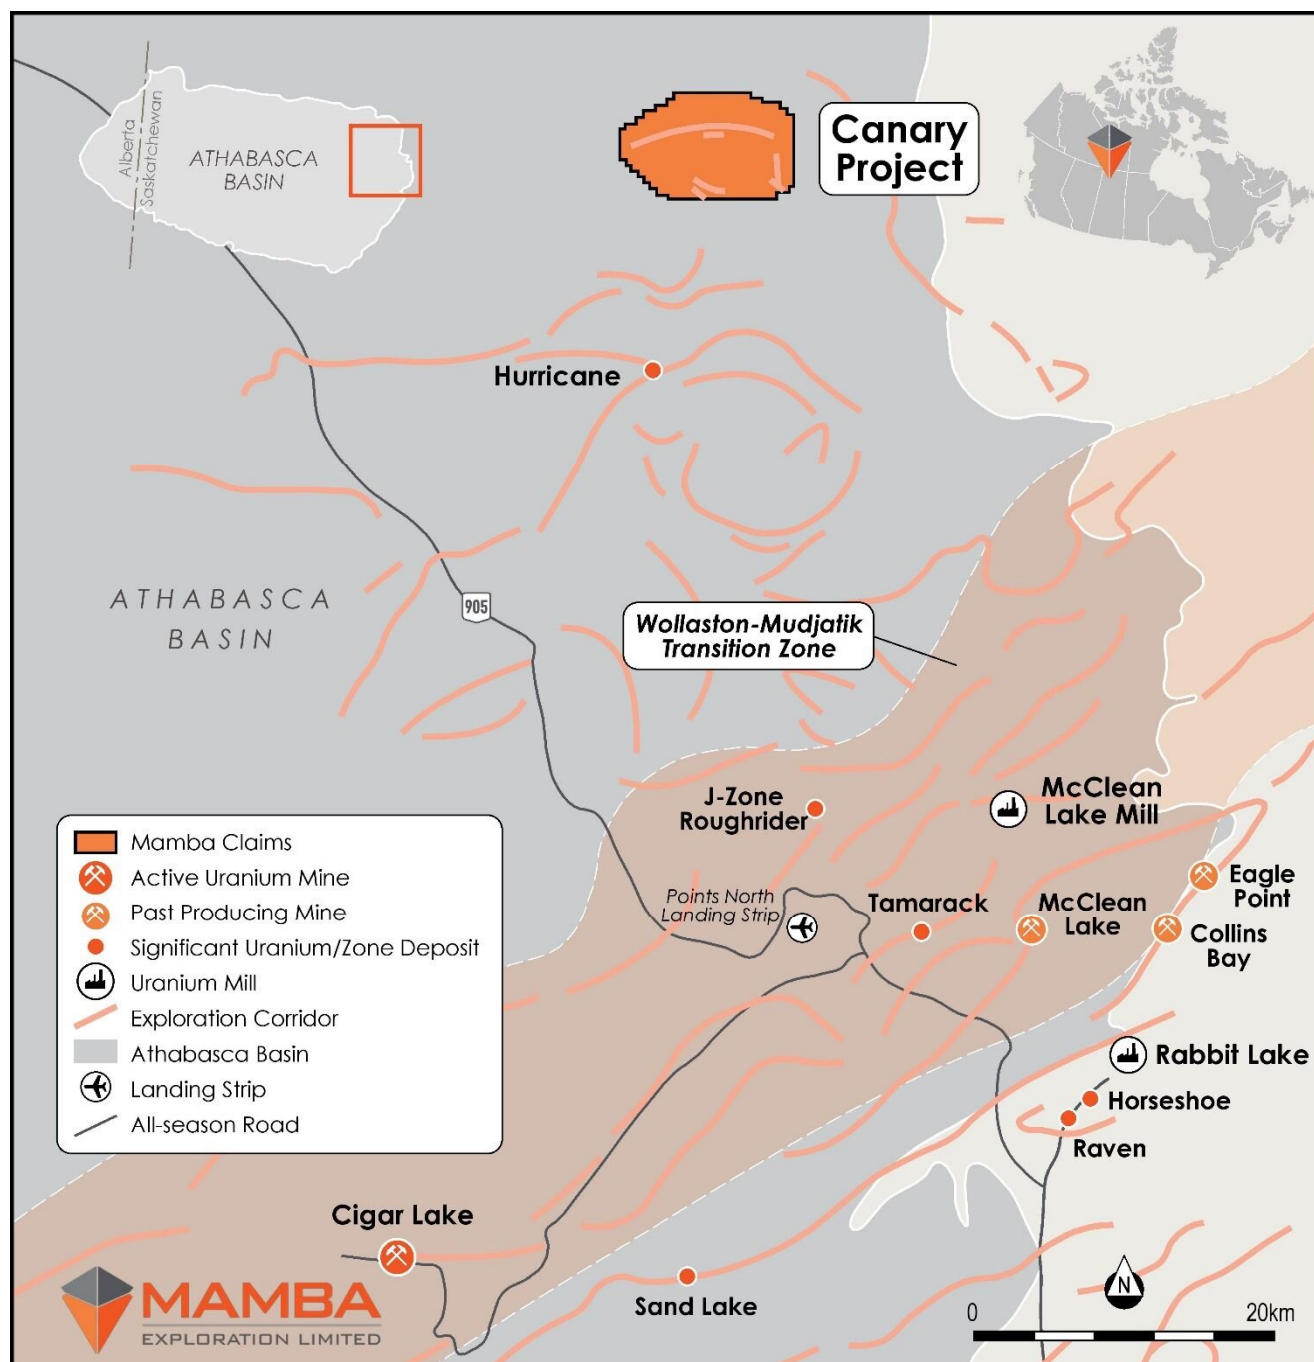 Alberta
Saskatchewan
ATHABASCA
BASIN
Canary
Project
Hurricane
ATHABASCA
BASIN
905
Wollaston-Mudjatik
Transition Zone
J-Zone
Roughrider
McClean
Lake Mill
Points North
Landing Strip
Tamarack
McClean
Lake
Eagle
Point
Collins
Bay
Rabbit Lake
Horseshoe
Raven
Mamba Claims
Active Uranium Mine
Past Producing Mine
Significant Uranium/Zone Deposit
Uranium Mill
Exploration Corridor
Athabasca Basin
Landing Strip
All-season Road
Cigar Lake
Sand Lake
MAMBA
EXPLORATION LIMITED
N
0 20km